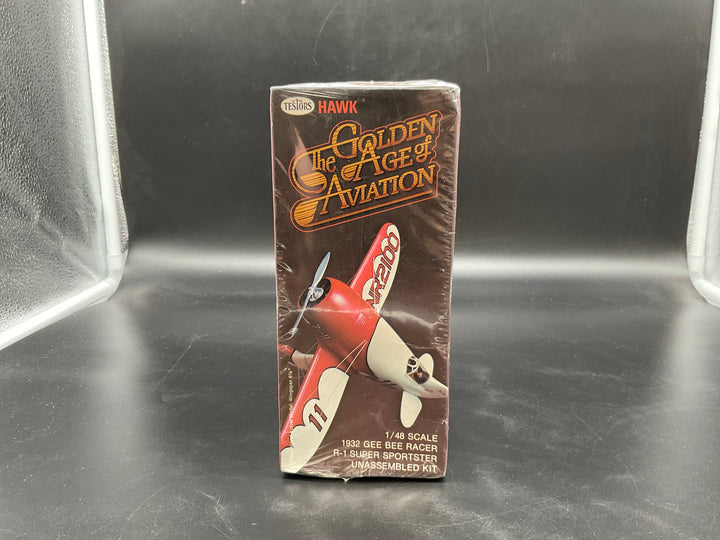 TESTORS HAWK
The GOLDEN
AGE of
AVIATION
NR2100
11
1/48 SCALE
1932 GEE BEE RACER
R-1 SUPER SPORTSTER
UNASSEMBLED KIT